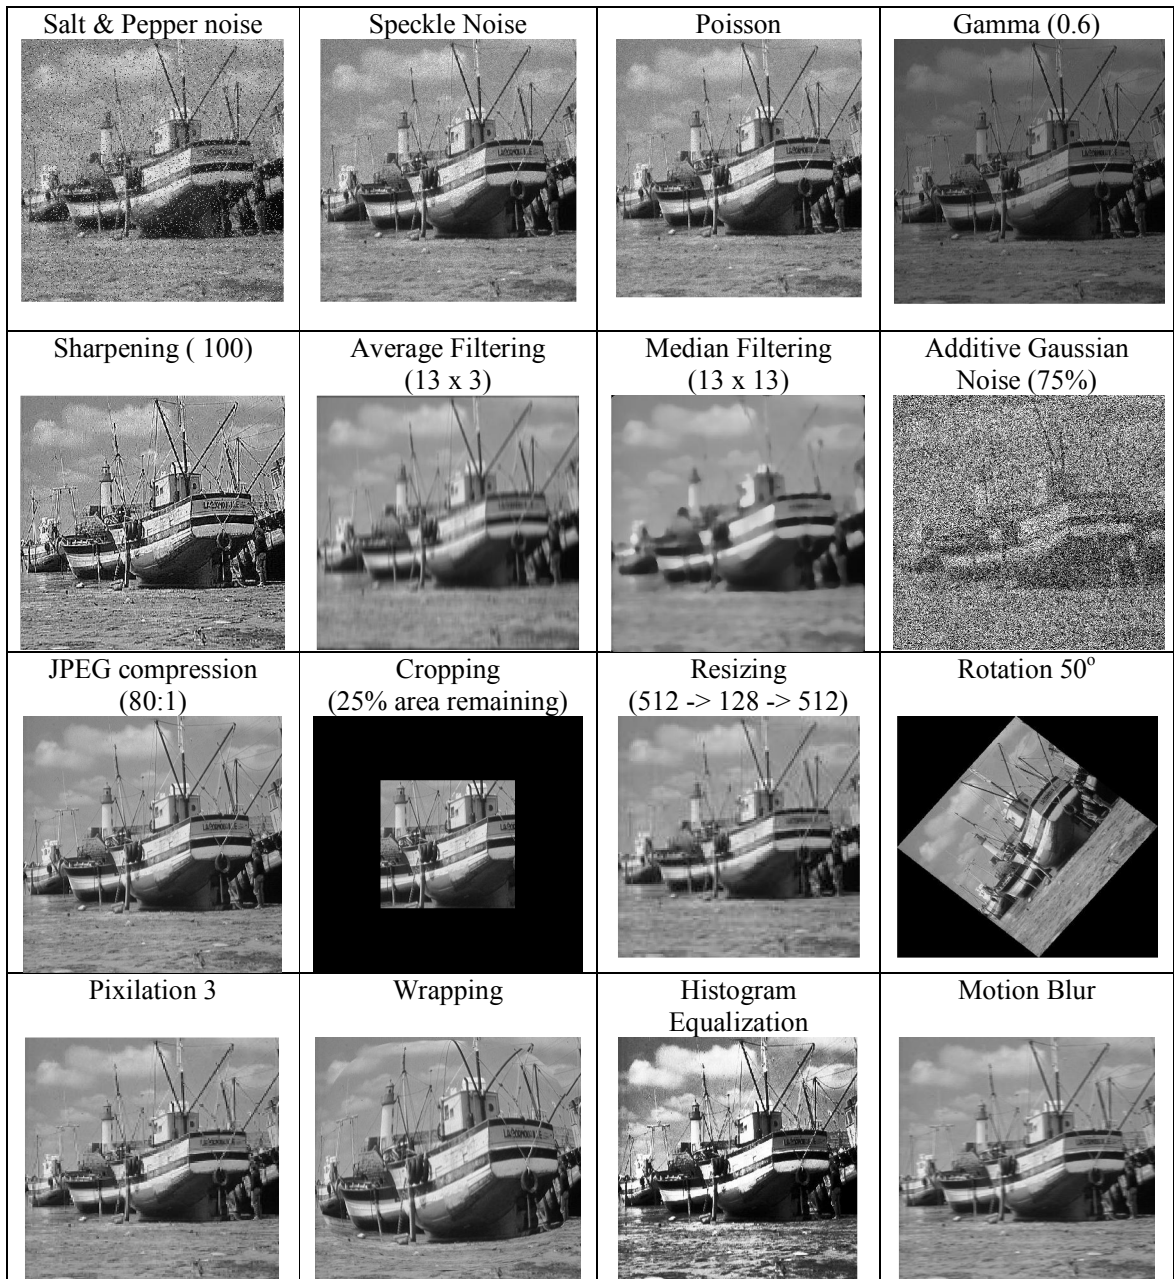 Salt & Pepper noise
Speckle Noise
Poisson
Gamma (0.6)
Sharpening ( 100)
Average Filtering
(13 x 3)
Median Filtering
(13 x 13)
Additive Gaussian
Noise (75%)
JPEG compression
(80:1)
Cropping
(25% area remaining)
Resizing
(512 -> 128 -> 512)
Rotation 50°
Pixilation 3
Wrapping
Histogram
Equalization
Motion Blur